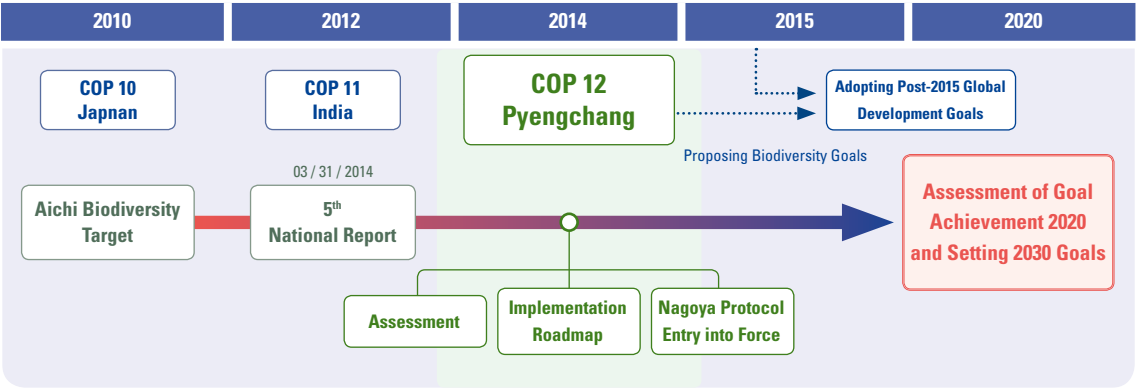 2010
2012
2014
2015
2020
COP 10
Japnan
COP 11
India
COP 12
Pyengchang
Adopting Post-2015 Global
Development Goals
Proposing Biodiversity Goals
03 / 31 / 2014
Aichi Biodiversity
Target
5th
National Report
Assessment of Goal
Achievement 2020
and Setting 2030 Goals
Assessment
Implementation
Roadmap
Nagoya Protocol
Entry into Force